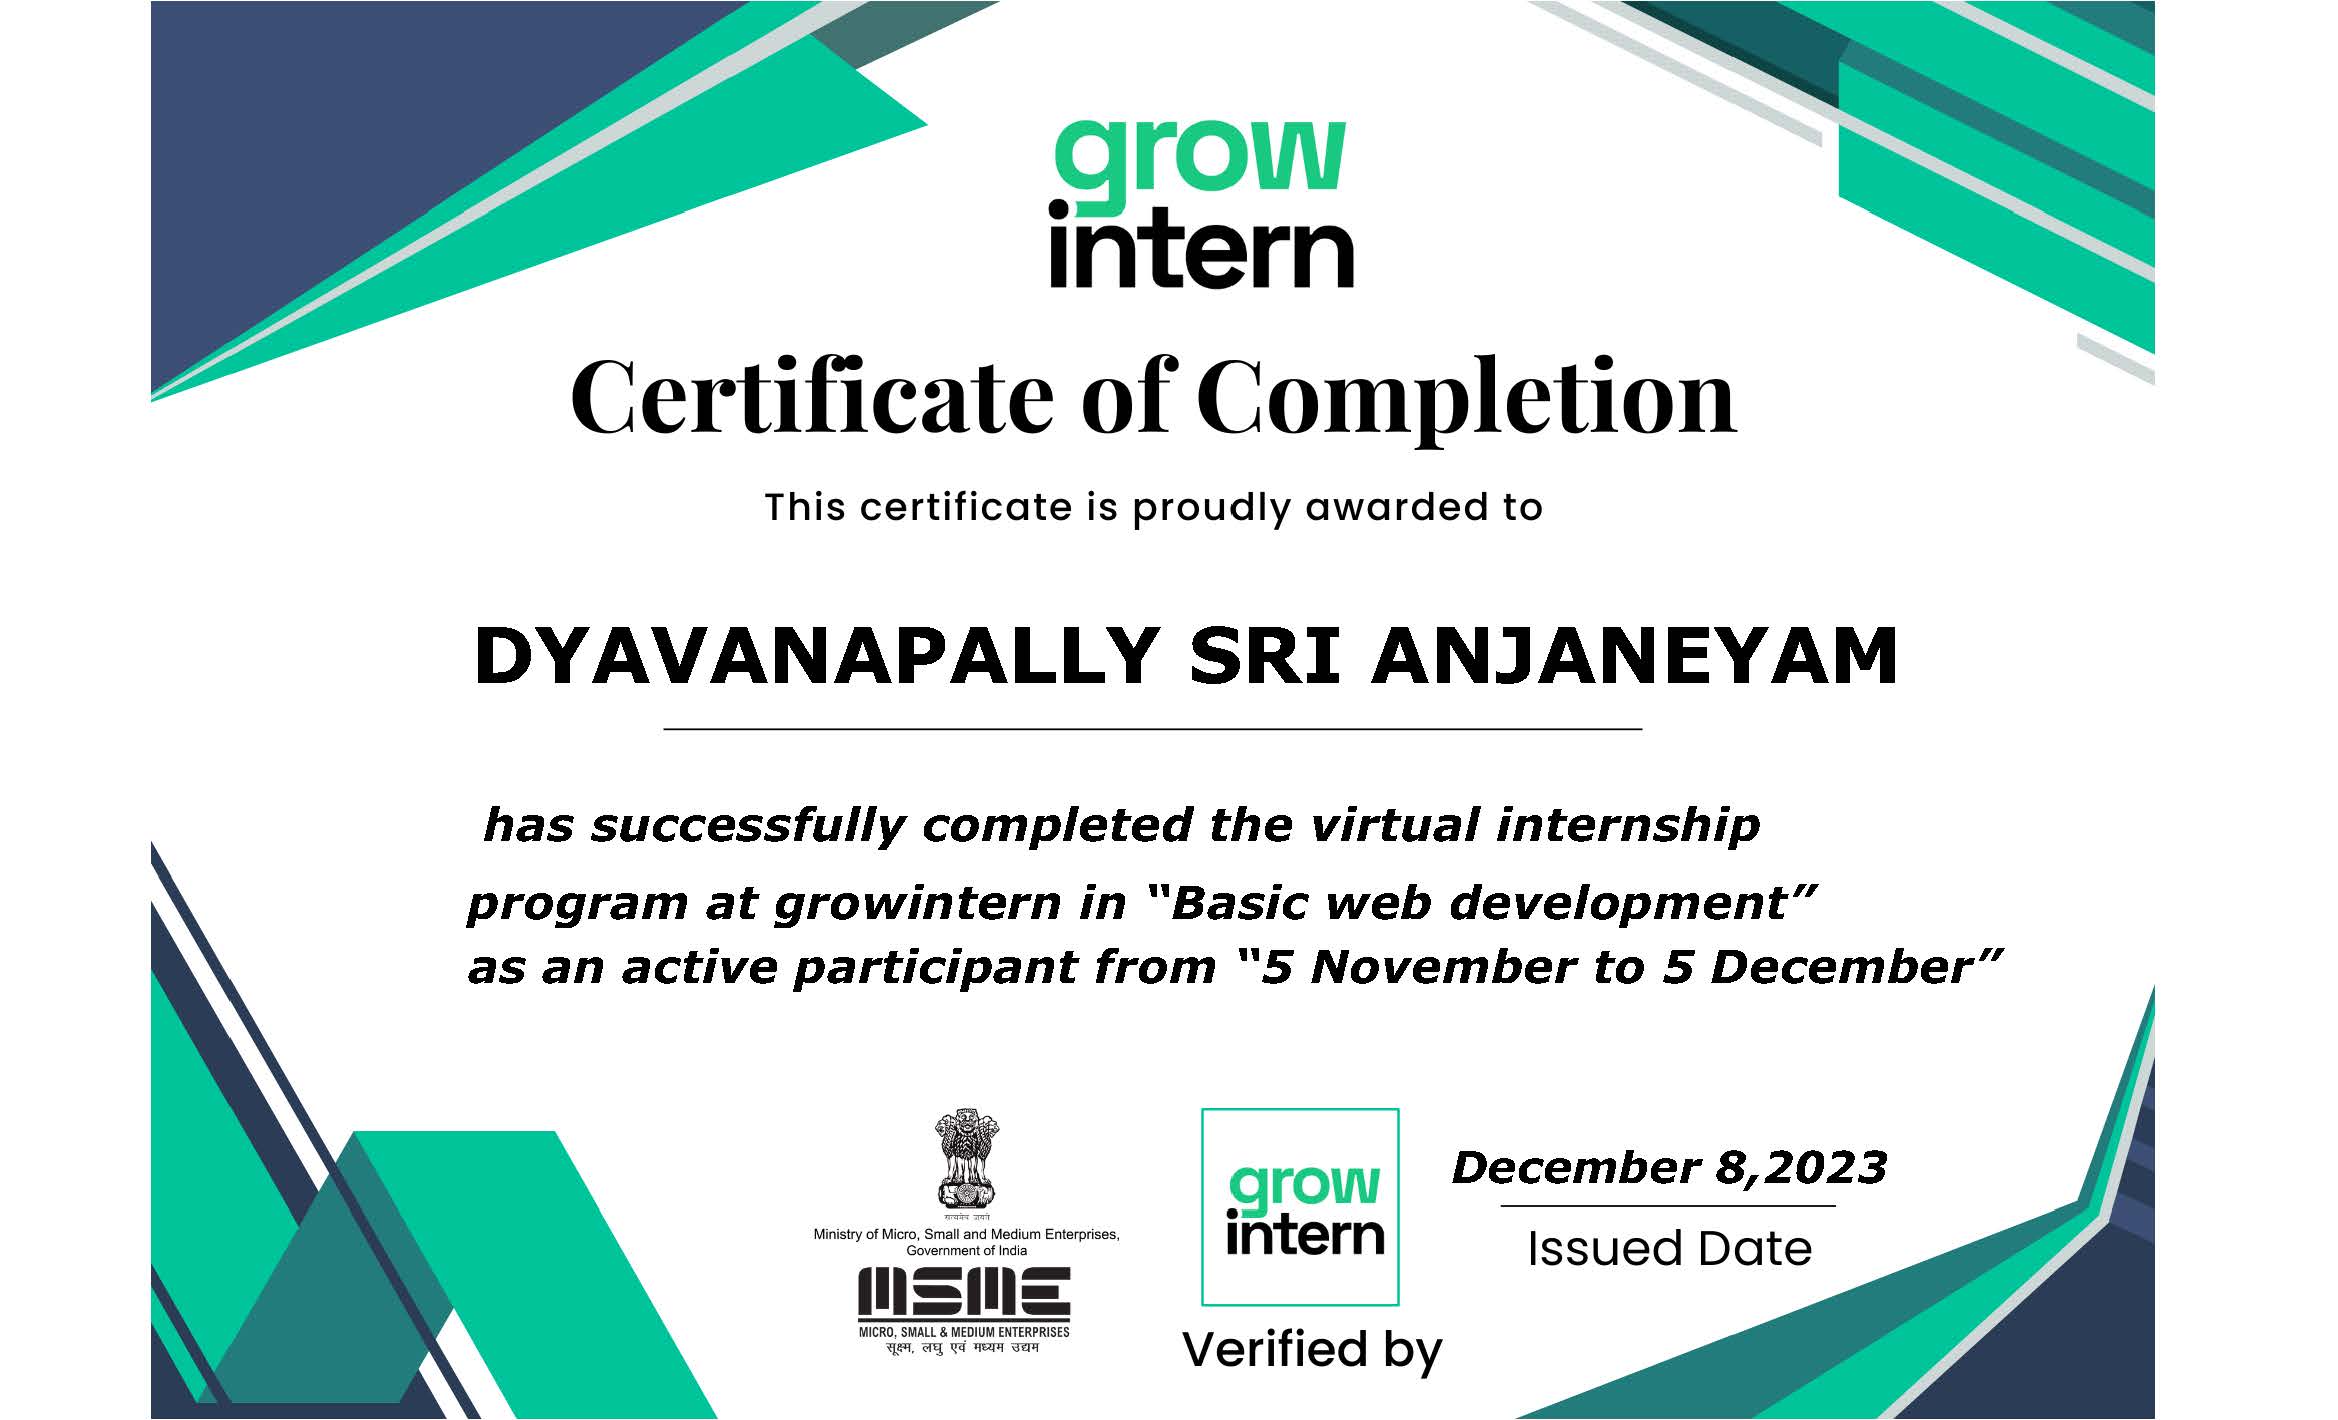 grow
intern
Certificate of Completion
This certificate is proudly awarded to
DYAVANAPALLY SRI ANJANEYAM
has successfully completed the virtual internship
program at growintern in “Basic web development”
as an active participant from “5 November to 5 December”
सत्यमेव जयते
Ministry of Micro, Small and Medium Enterprises,
Government of India
MSME
MICRO, SMALL & MEDIUM ENTERPRISES
सूक्ष्म, लघु एवं मध्यम उद्यम
grow
intern
Verified by
December 8,2023
Issued Date